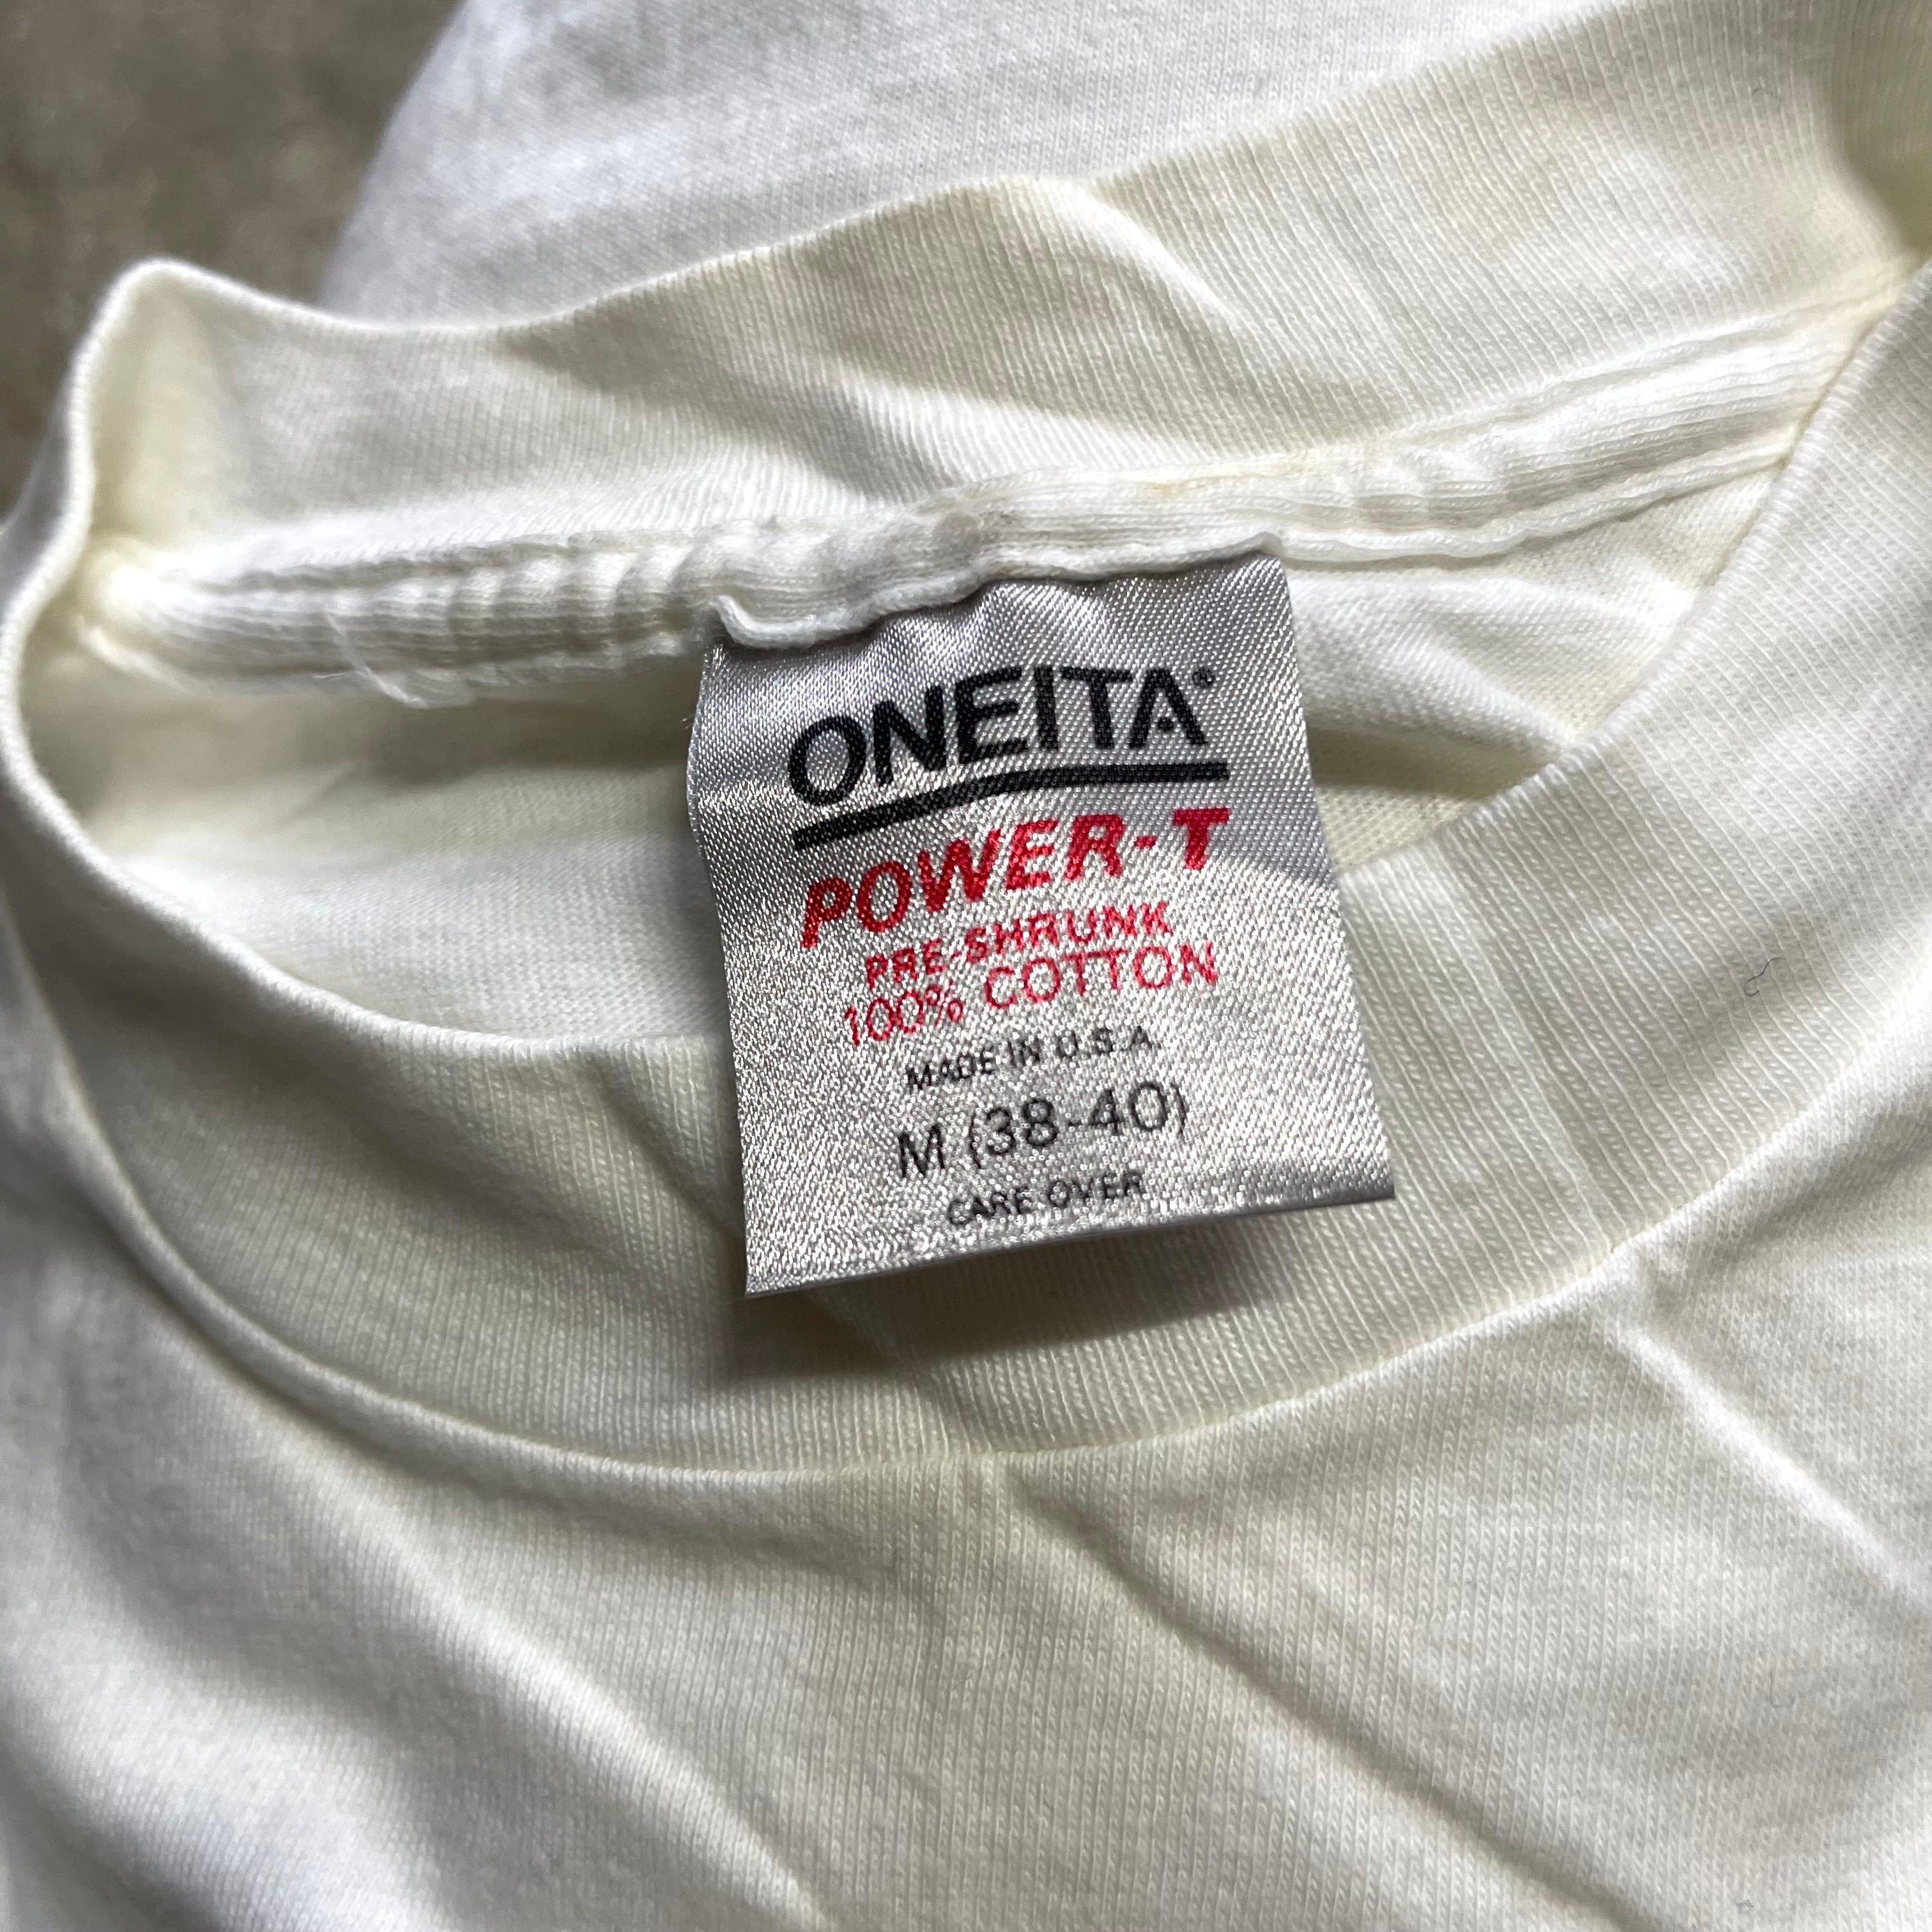 ONEITA®
POWER-T
PRE-SHRUNK
100% COTTON
MADE IN U.S.A.
M (38-40)
CARE OVER